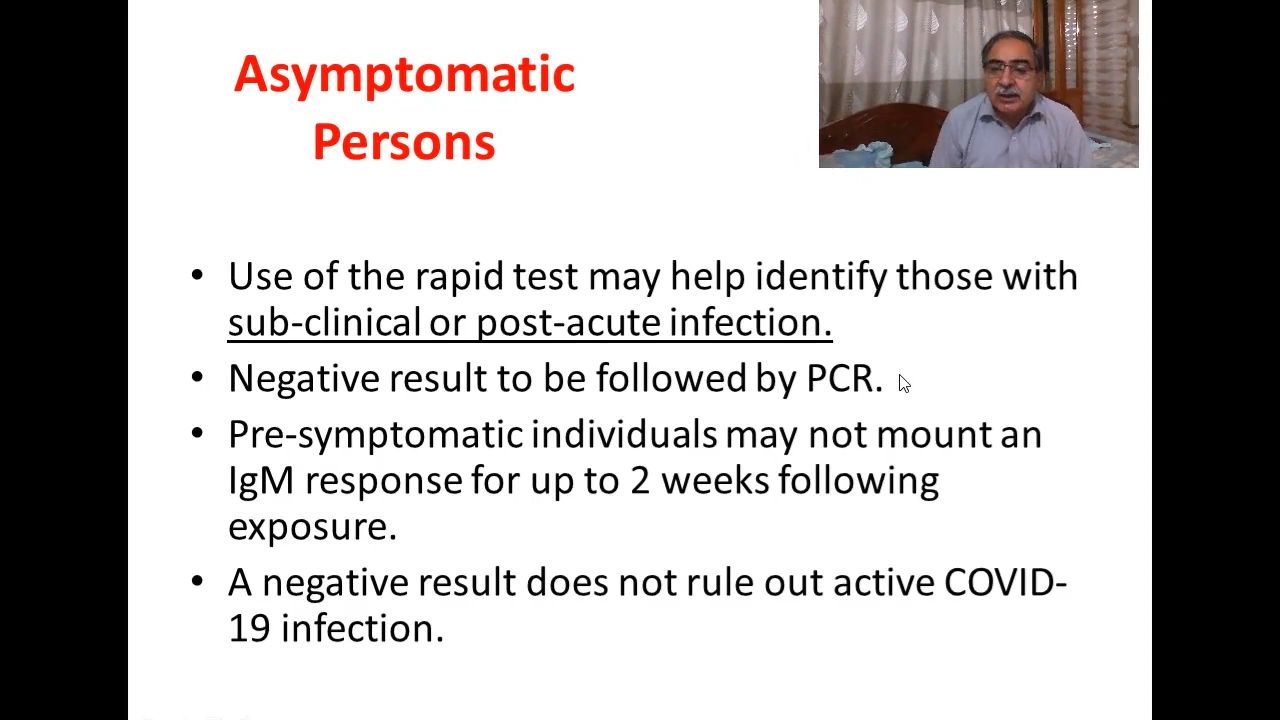 Asymptomatic
Persons
• Use of the rapid test may help identify those with
sub-clinical or post-acute infection.
• Negative result to be followed by PCR.
• Pre-symptomatic individuals may not mount an
IgM response for up to 2 weeks following
exposure.
• A negative result does not rule out active COVID-
19 infection.